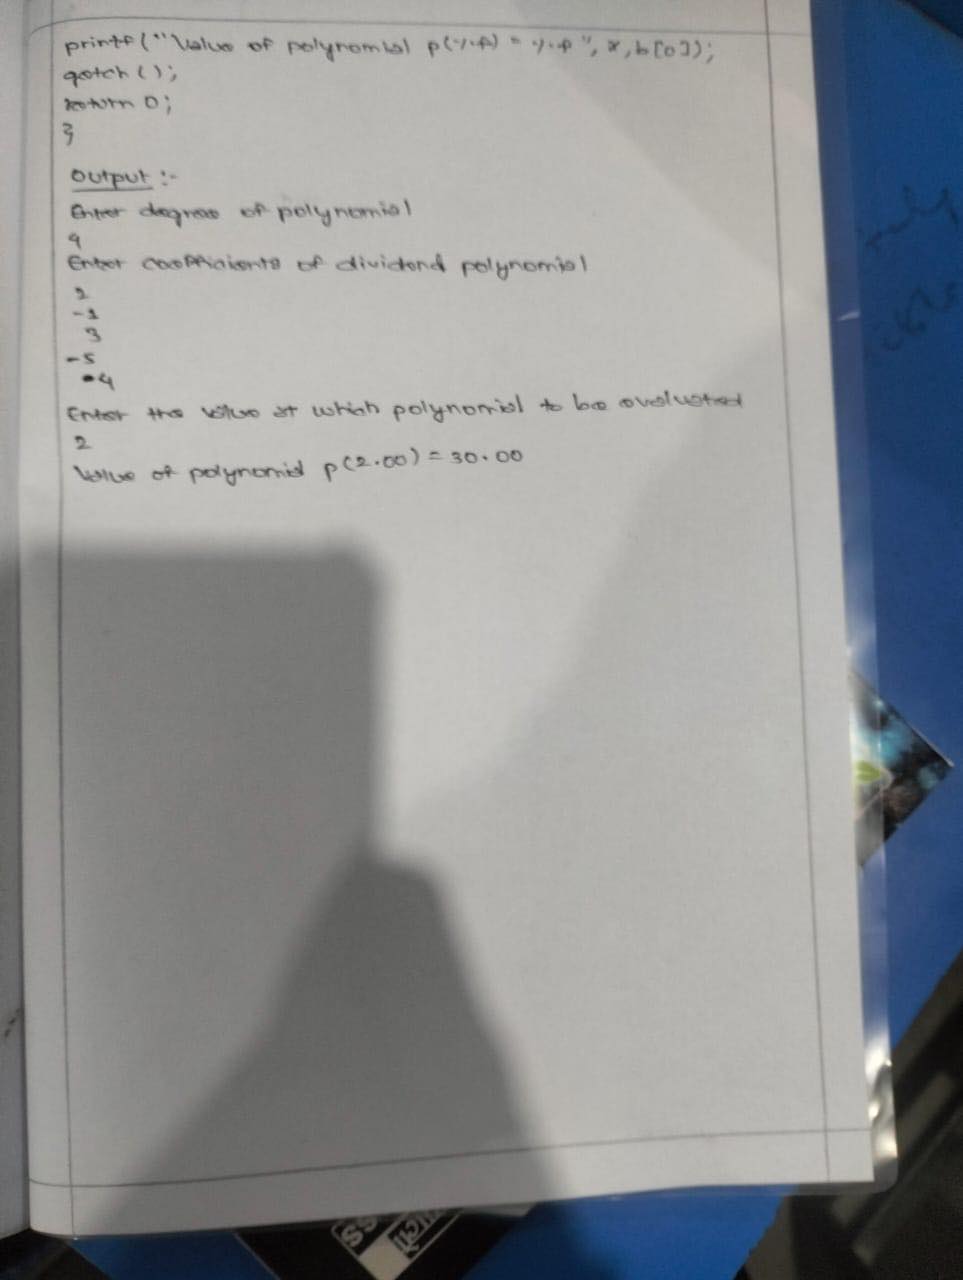 printf("Value of polynomial p(%f) = %f", x, b[0]);
getch();
return 0;
}
Output :-
Enter degree of polynomial
4
Enter coefficients of dividend polynomial
2
-1
3
-5
4
Enter the value at which polynomial to be evaluated
2
Value of polynomial p(2.00) = 30.00